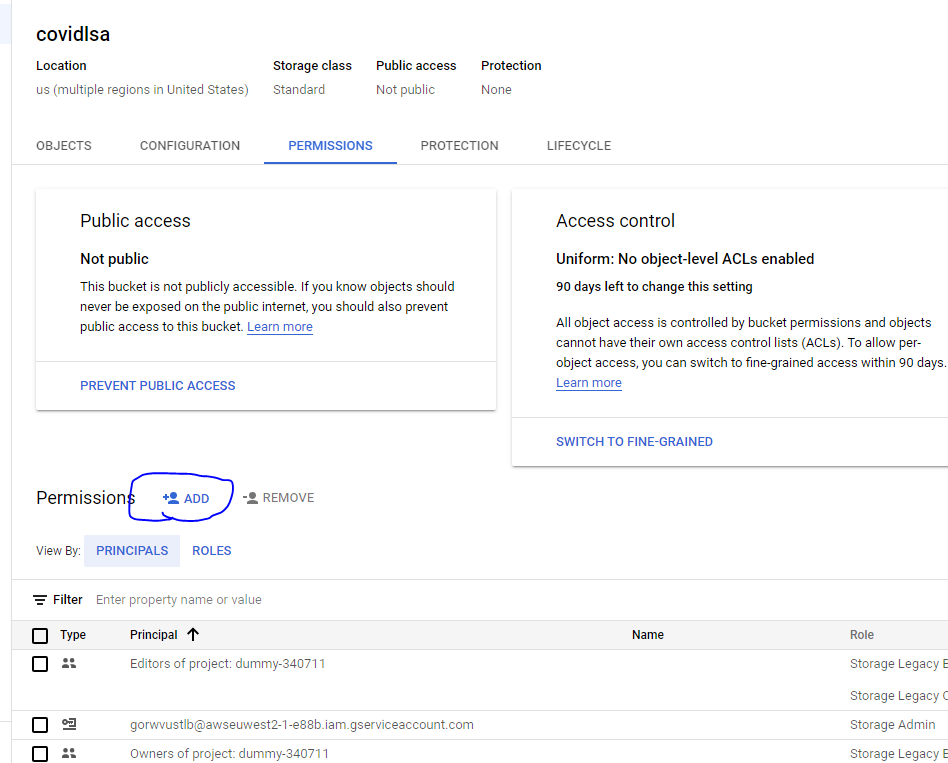 covidlsa
Location Storage class Public access Protection
us (multiple regions in United States) Standard Not public None
OBJECTS CONFIGURATION PERMISSIONS PROTECTION LIFECYCLE
Public access
Not public
This bucket is not publicly accessible. If you know objects should
never be exposed on the public internet, you should also prevent
public access to this bucket. Learn more
PREVENT PUBLIC ACCESS
Access control
Uniform: No object-level ACLs enabled
90 days left to change this setting
All object access is controlled by bucket permissions and objects
cannot have their own access control lists (ACLs). To allow per-
object access, you can switch to fine-grained access within 90 days.
Learn more
SWITCH TO FINE-GRAINED
Permissions ADD REMOVE
View By: PRINCIPALS ROLES
Filter Enter property name or value
Type Principal Name Role
Editors of project: dummy-340711 Storage Legacy
Storage Legacy
gorwvustlb@awseuwest2-1-e88b.iam.gserviceaccount.com Storage Admin
Owners of project: dummy-340711 Storage Legacy